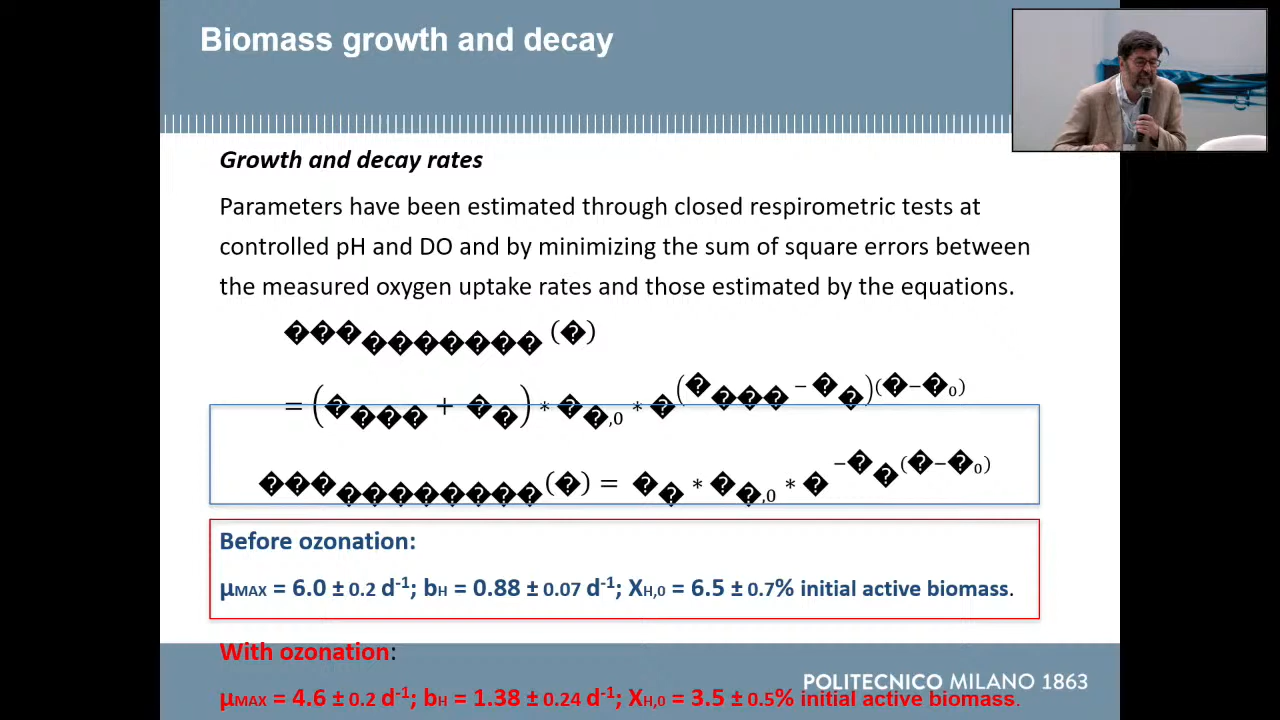 Biomass growth and decay
Growth and decay rates
Parameters have been estimated through closed respirometric tests at
controlled pH and DO and by minimizing the sum of square errors between
the measured oxygen uptake rates and those estimated by the equations.
���������� (�)
= (���� + ��) ∗ ��,0 ∗ �(���� − ��)(�−�0)
�����������(�) = �� ∗ ��,0 ∗ �−��(�−�0)
Before ozonation:
µMAX = 6.0 ± 0.2 d-1; bH = 0.88 ± 0.07 d-1; XH,0 = 6.5 ± 0.7% initial active biomass.
With ozonation:
POLITECNICO MILANO 1863
µMAX = 4.6 ± 0.2 d-1; bH = 1.38 ± 0.24 d-1; XH,0 = 3.5 ± 0.5% initial active biomass.